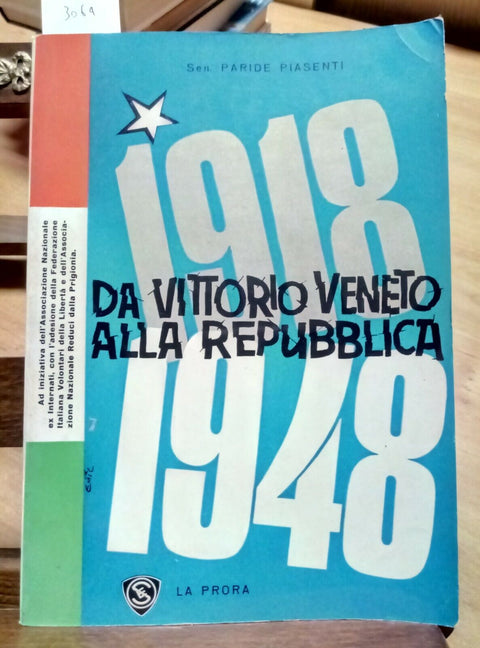 306A
Sen. PARIDE PIASENTI
1918
DA VITTORIO VENETO
ALLA REPUBBLICA
1948
Ad iniziativa dell'Associazione Nazionale
ex Internati, con l'adesione della Federazione
Italiana Volontari della Libertà e dell'Associa-
zione Nazionale Reduci dalla Prigionia.
LA PRORA